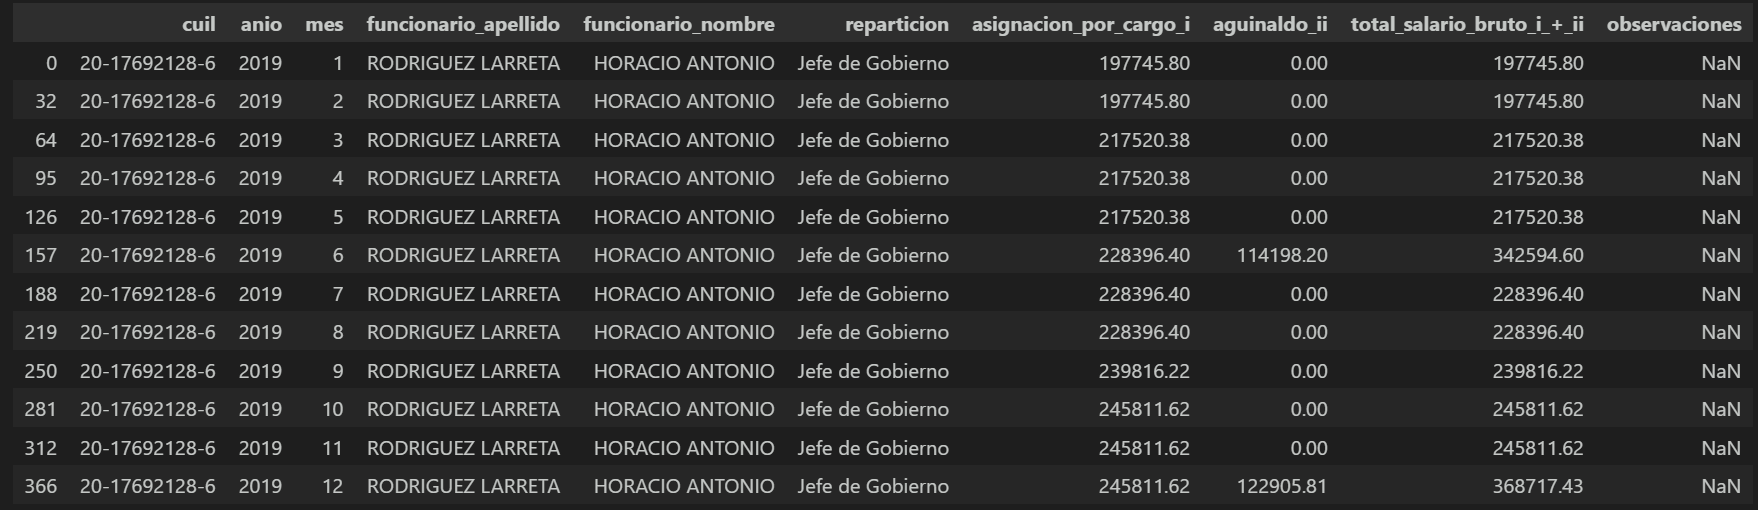 cuil anio mes funcionario_apellido funcionario_nombre reparticion asignacion_por_cargo_i aguinaldo_ii total_salario_bruto_i_+_ii observaciones
0 20-17692128-6 2019 1 RODRIGUEZ LARRETA HORACIO ANTONIO Jefe de Gobierno 197745.80 0.00 197745.80 NaN
32 20-17692128-6 2019 2 RODRIGUEZ LARRETA HORACIO ANTONIO Jefe de Gobierno 197745.80 0.00 197745.80 NaN
64 20-17692128-6 2019 3 RODRIGUEZ LARRETA HORACIO ANTONIO Jefe de Gobierno 217520.38 0.00 217520.38 NaN
95 20-17692128-6 2019 4 RODRIGUEZ LARRETA HORACIO ANTONIO Jefe de Gobierno 217520.38 0.00 217520.38 NaN
126 20-17692128-6 2019 5 RODRIGUEZ LARRETA HORACIO ANTONIO Jefe de Gobierno 217520.38 0.00 217520.38 NaN
157 20-17692128-6 2019 6 RODRIGUEZ LARRETA HORACIO ANTONIO Jefe de Gobierno 228396.40 114198.20 342594.60 NaN
188 20-17692128-6 2019 7 RODRIGUEZ LARRETA HORACIO ANTONIO Jefe de Gobierno 228396.40 0.00 228396.40 NaN
219 20-17692128-6 2019 8 RODRIGUEZ LARRETA HORACIO ANTONIO Jefe de Gobierno 228396.40 0.00 228396.40 NaN
250 20-17692128-6 2019 9 RODRIGUEZ LARRETA HORACIO ANTONIO Jefe de Gobierno 239816.22 0.00 239816.22 NaN
281 20-17692128-6 2019 10 RODRIGUEZ LARRETA HORACIO ANTONIO Jefe de Gobierno 245811.62 0.00 245811.62 NaN
312 20-17692128-6 2019 11 RODRIGUEZ LARRETA HORACIO ANTONIO Jefe de Gobierno 245811.62 0.00 245811.62 NaN
366 20-17692128-6 2019 12 RODRIGUEZ LARRETA HORACIO ANTONIO Jefe de Gobierno 245811.62 122905.81 368717.43 NaN